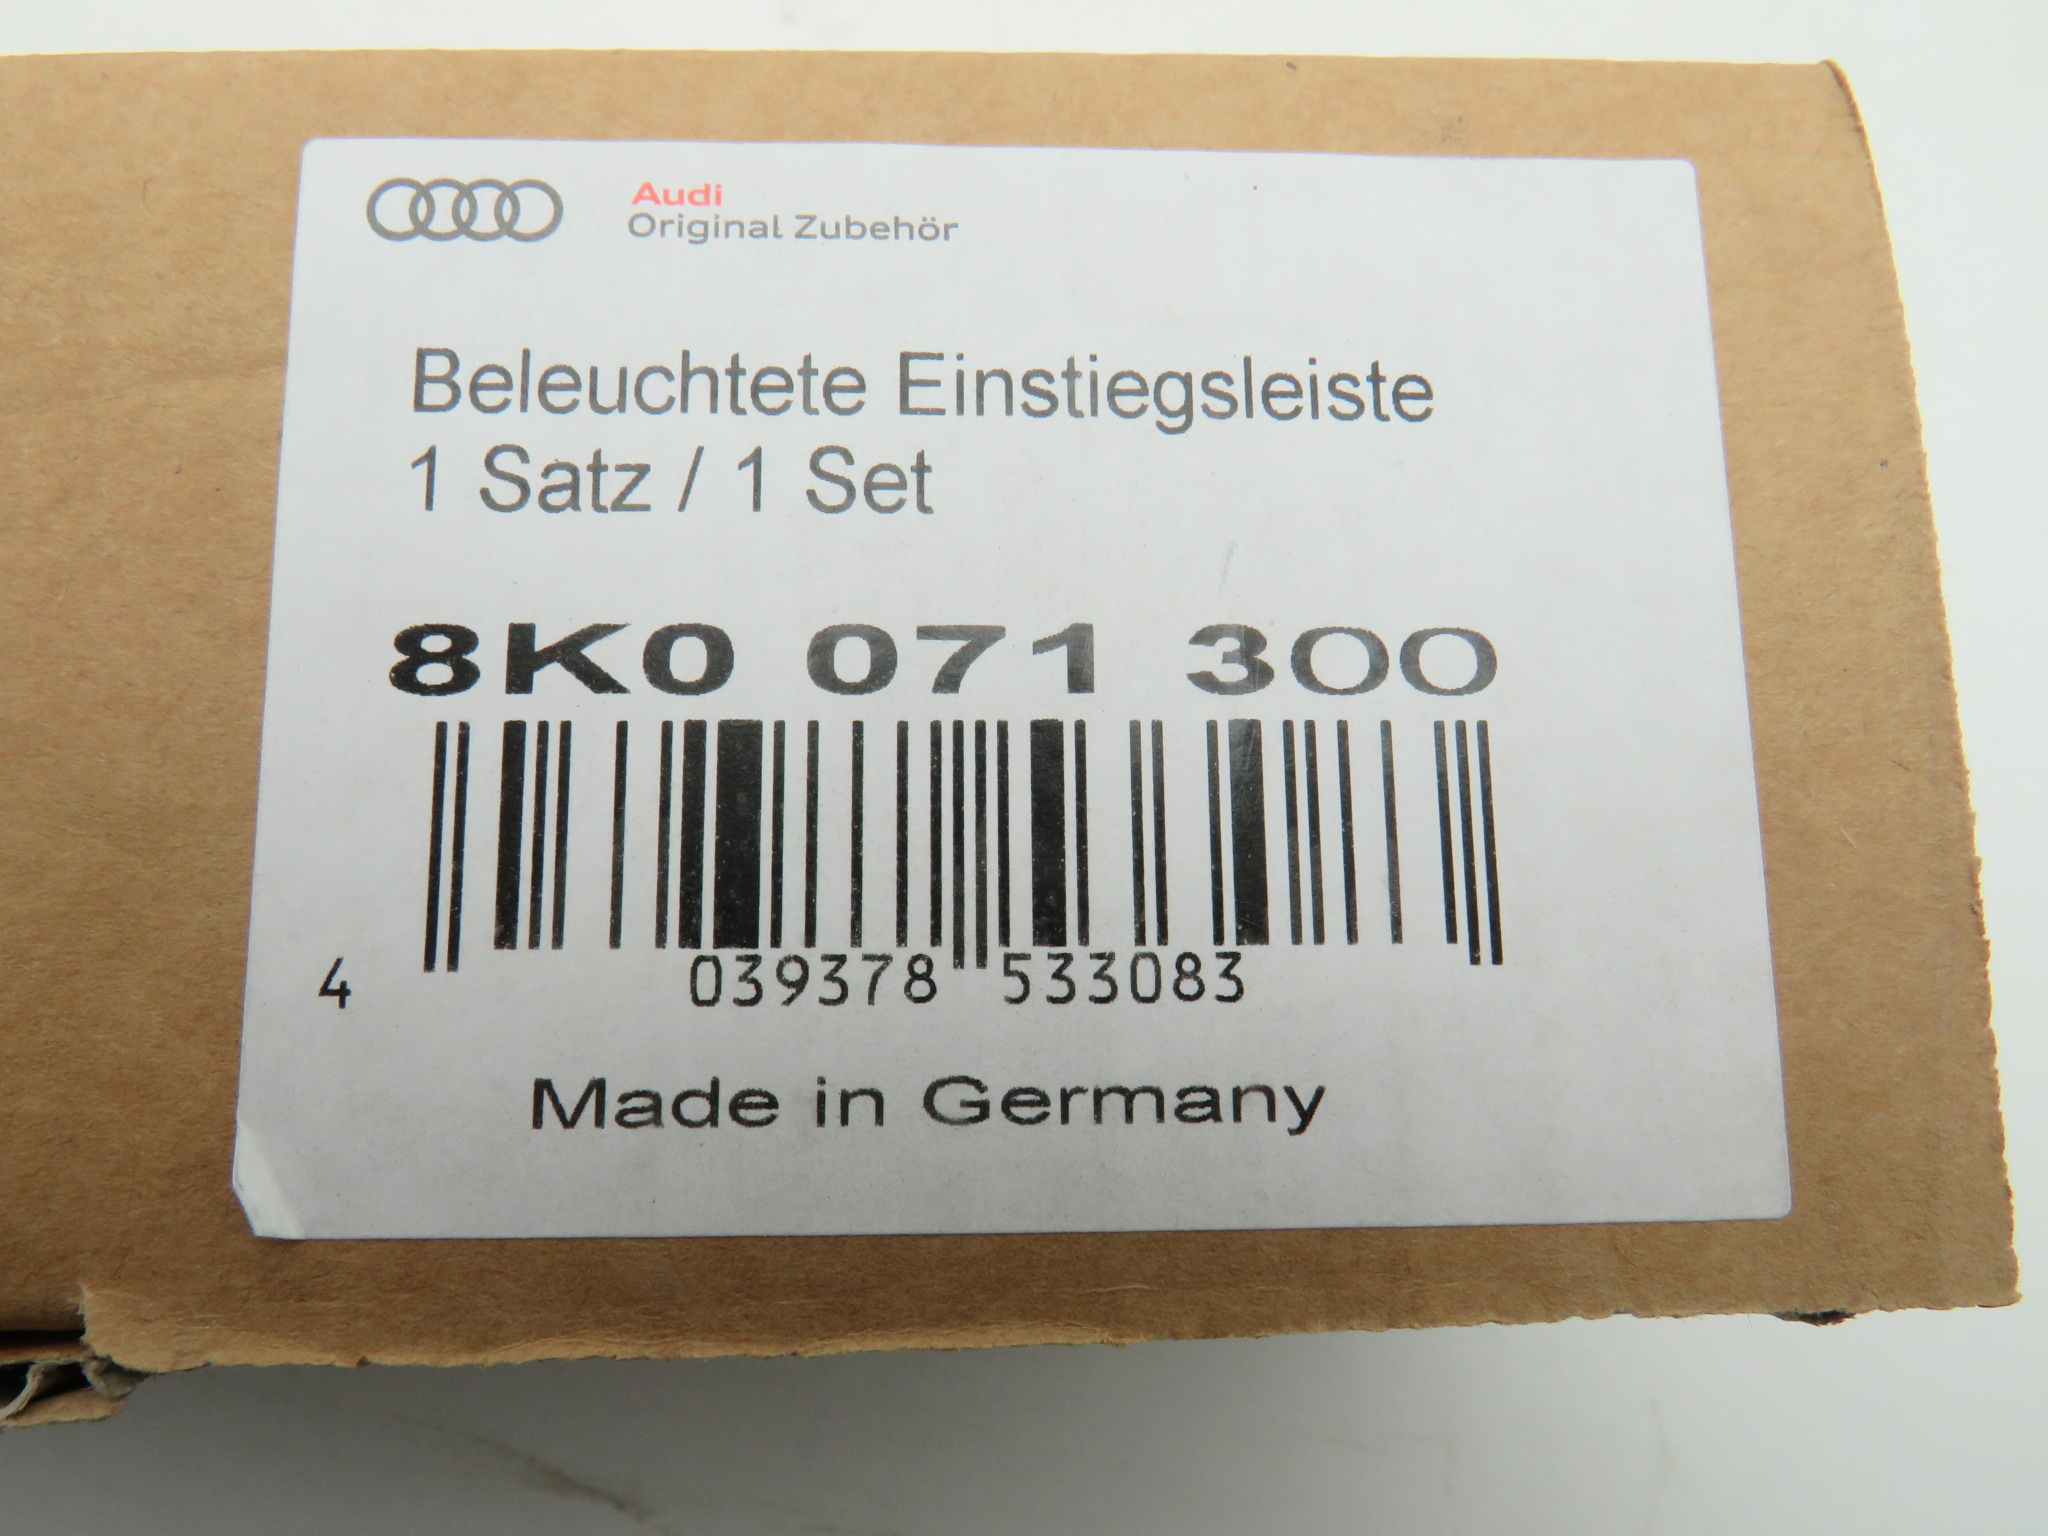 Audi
Original Zubehör
Beleuchtete Einstiegsleiste
1 Satz / 1 Set
8K0 071 300
4 039378 533083
Made in Germany